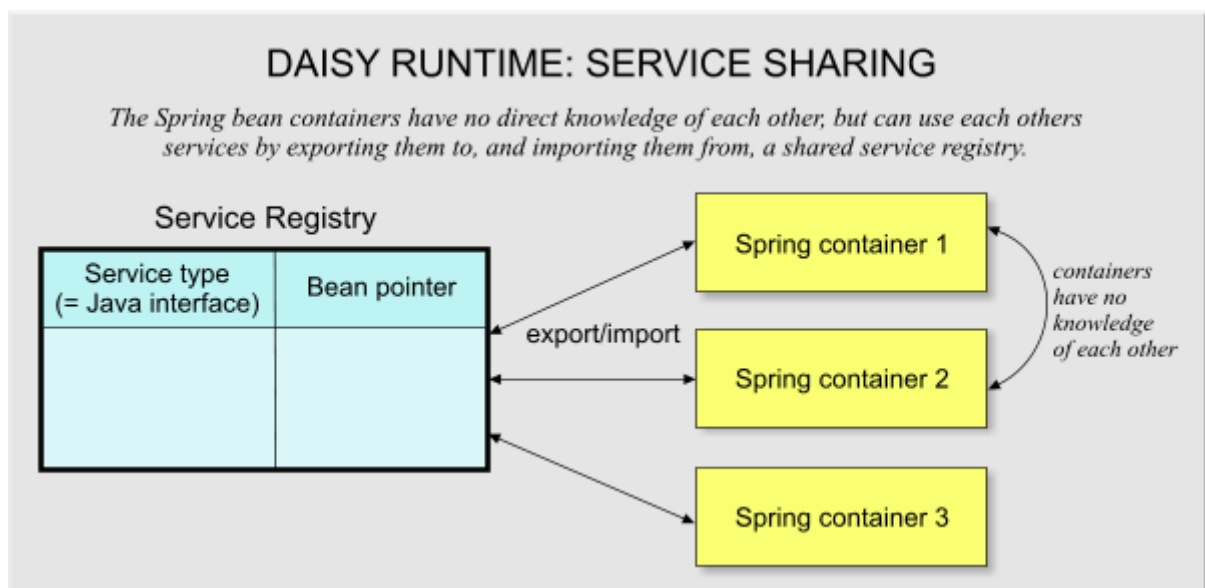 DAISY RUNTIME: SERVICE SHARING
The Spring bean containers have no direct knowledge of each other, but can use each others
services by exporting them to, and importing them from, a shared service registry.
Service Registry
Service type
(= Java interface)
Bean pointer
export/import
Spring container 1
Spring container 2
Spring container 3
containers
have no
knowledge
of each other